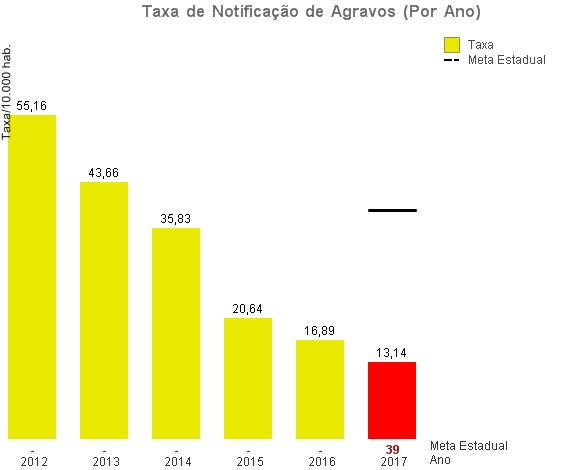 Taxa de Notificação de Agravos (Por Ano)
Taxa
Meta Estadual
Taxa/10.000 hab.
55,16
43,66
35,83
20,64
16,89
13,14
- - - - - 39 Meta Estadual
2012 2013 2014 2015 2016 2017 Ano